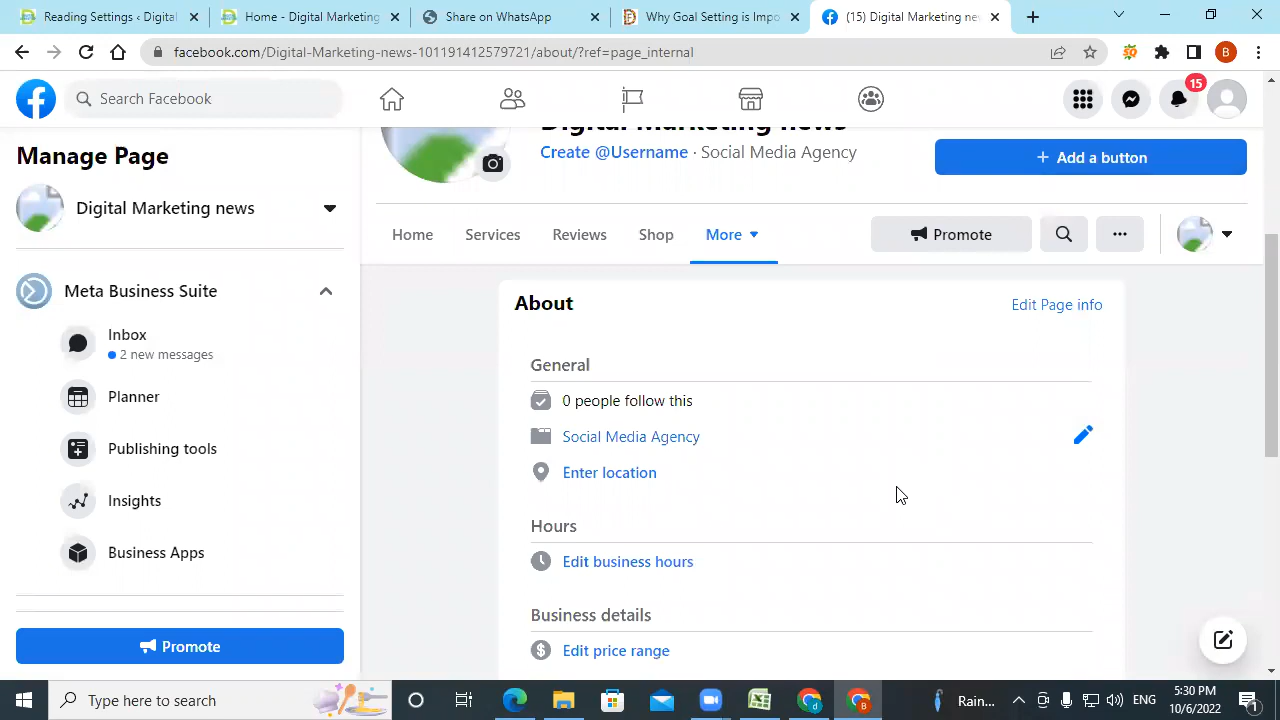 Reading Settings ‹ Digital Market
Home - Digital Marketing
Share on WhatsApp
Why Goal Setting is Impo
(15) Digital Marketing ne
facebook.com/Digital-Marketing-news-101191412579721/about/?ref=page_internal
B
Search Facebook
15
Manage Page
Digital Marketing news
Create @Username · Social Media Agency
+ Add a button
Digital Marketing news
Home
Services
Reviews
Shop
More
Promote
Meta Business Suite
Inbox
2 new messages
Planner
Publishing tools
Insights
Business Apps
Promote
About
Edit Page info
General
0 people follow this
Social Media Agency
Enter location
Hours
Edit business hours
Business details
Edit price range
Type here to search
Rain...
ENG
5:30 PM
10/6/2022
1